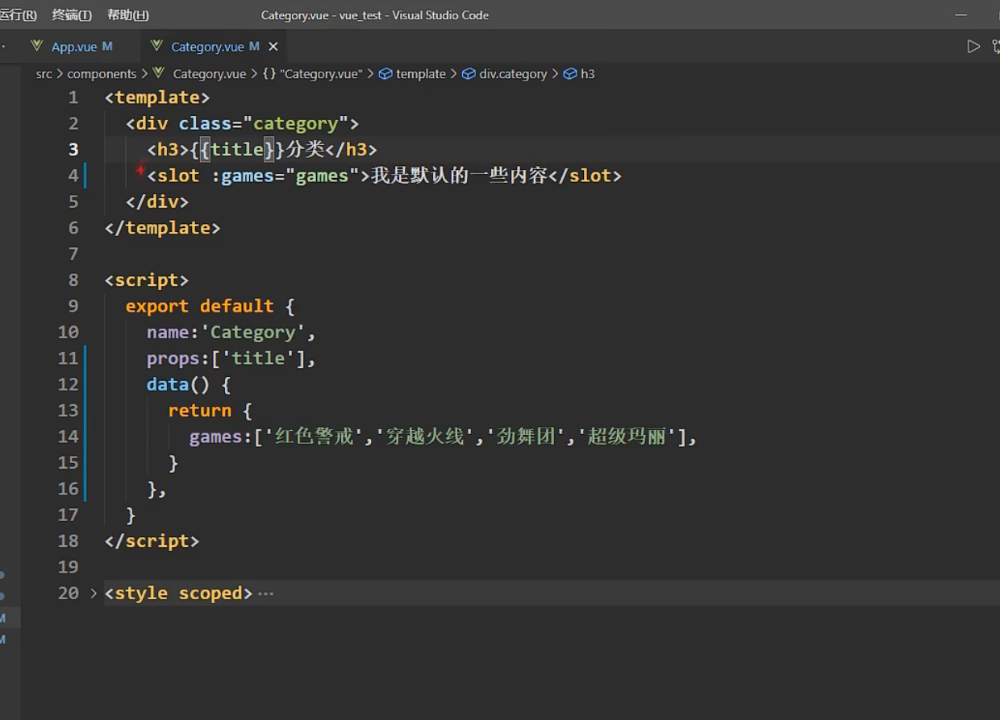 运行(R) 终端(T) 帮助(H) Category.vue - vue_test - Visual Studio Code
App.vue M Category.vue M
src > components > Category.vue > {} "Category.vue" > template > div.category > h3
1 <template>
2 <div class="category">
3 <h3>{{title}}分类</h3>
4 <slot :games="games">我是默认的一些内容</slot>
5 </div>
6 </template>
7
8 <script>
9 export default {
10 name:'Category',
11 props:['title'],
12 data() {
13 return {
14 games:['红色警戒','穿越火线','劲舞团','超级玛丽'],
15 }
16 },
17 }
18 </script>
19
20 > <style scoped>···
M
M